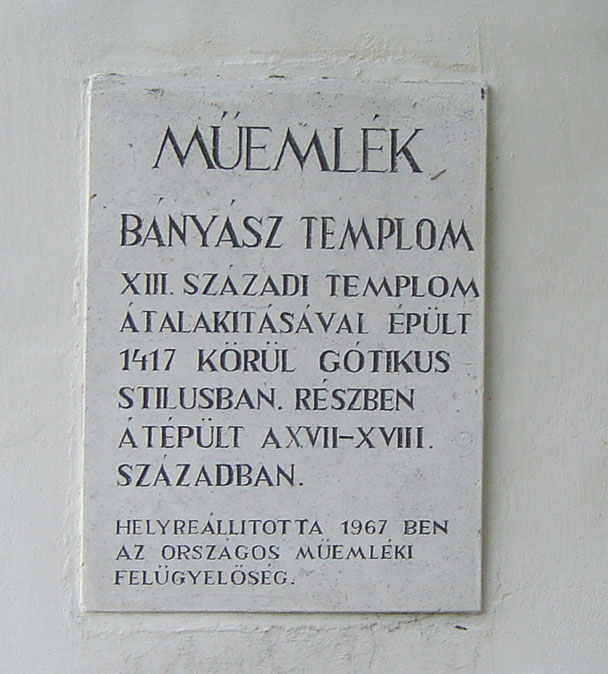 MŰEMLÉK
BÁNYÁSZ TEMPLOM
XIII. SZÁZADI TEMPLOM
ÁTALAKITÁSÁVAL ÉPÜLT
1417 KÖRÜL GÓTIKUS
STILUSBAN. RÉSZBEN
ÁTÉPÜLT A XVII-XVIII.
SZÁZADBAN.
HELYREÁLLITOTTA 1967 BEN
AZ ORSZÁGOS MŰEMLÉKI
FELÜGYELŐSÉG.